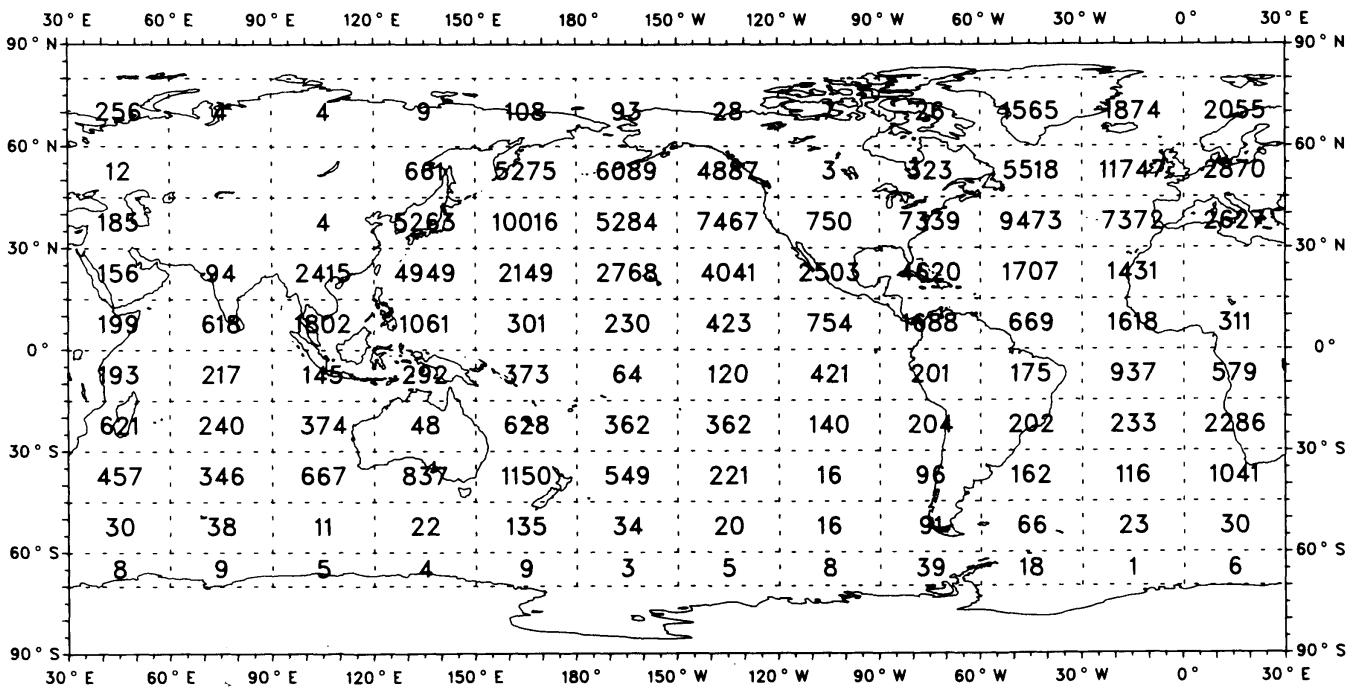 30° E 60° E 90° E 120° E 150° E 180° 150° W 120° W 90° W 60° W 30° W 0° 30° E
90° N 90° N
256 4 4 9 108 93 28 26 4565 1874 2055
60° N 60° N
12 661 5275 6089 4887 3 323 5518 11747 2870
185 4 5265 10016 5284 7467 750 7339 9473 7372 2627
30° N 30° N
156 94 2415 4949 2149 2768 4041 2503 4620 1707 1431
199 618 1802 1061 301 230 423 754 1688 669 1618 311
0° 0°
193 217 145 292 373 64 120 421 201 175 937 579
621 240 374 48 628 362 362 140 204 202 233 2286
30° S 30° S
457 346 667 837 1150 549 221 16 96 162 116 1041
30 38 11 22 135 34 20 16 91 66 23 30
60° S 60° S
8 9 5 4 9 3 5 8 39 18 1 6
90° S 90° S
30° E 60° E 90° E 120° E 150° E 180° 150° W 120° W 90° W 60° W 30° W 0° 30° E